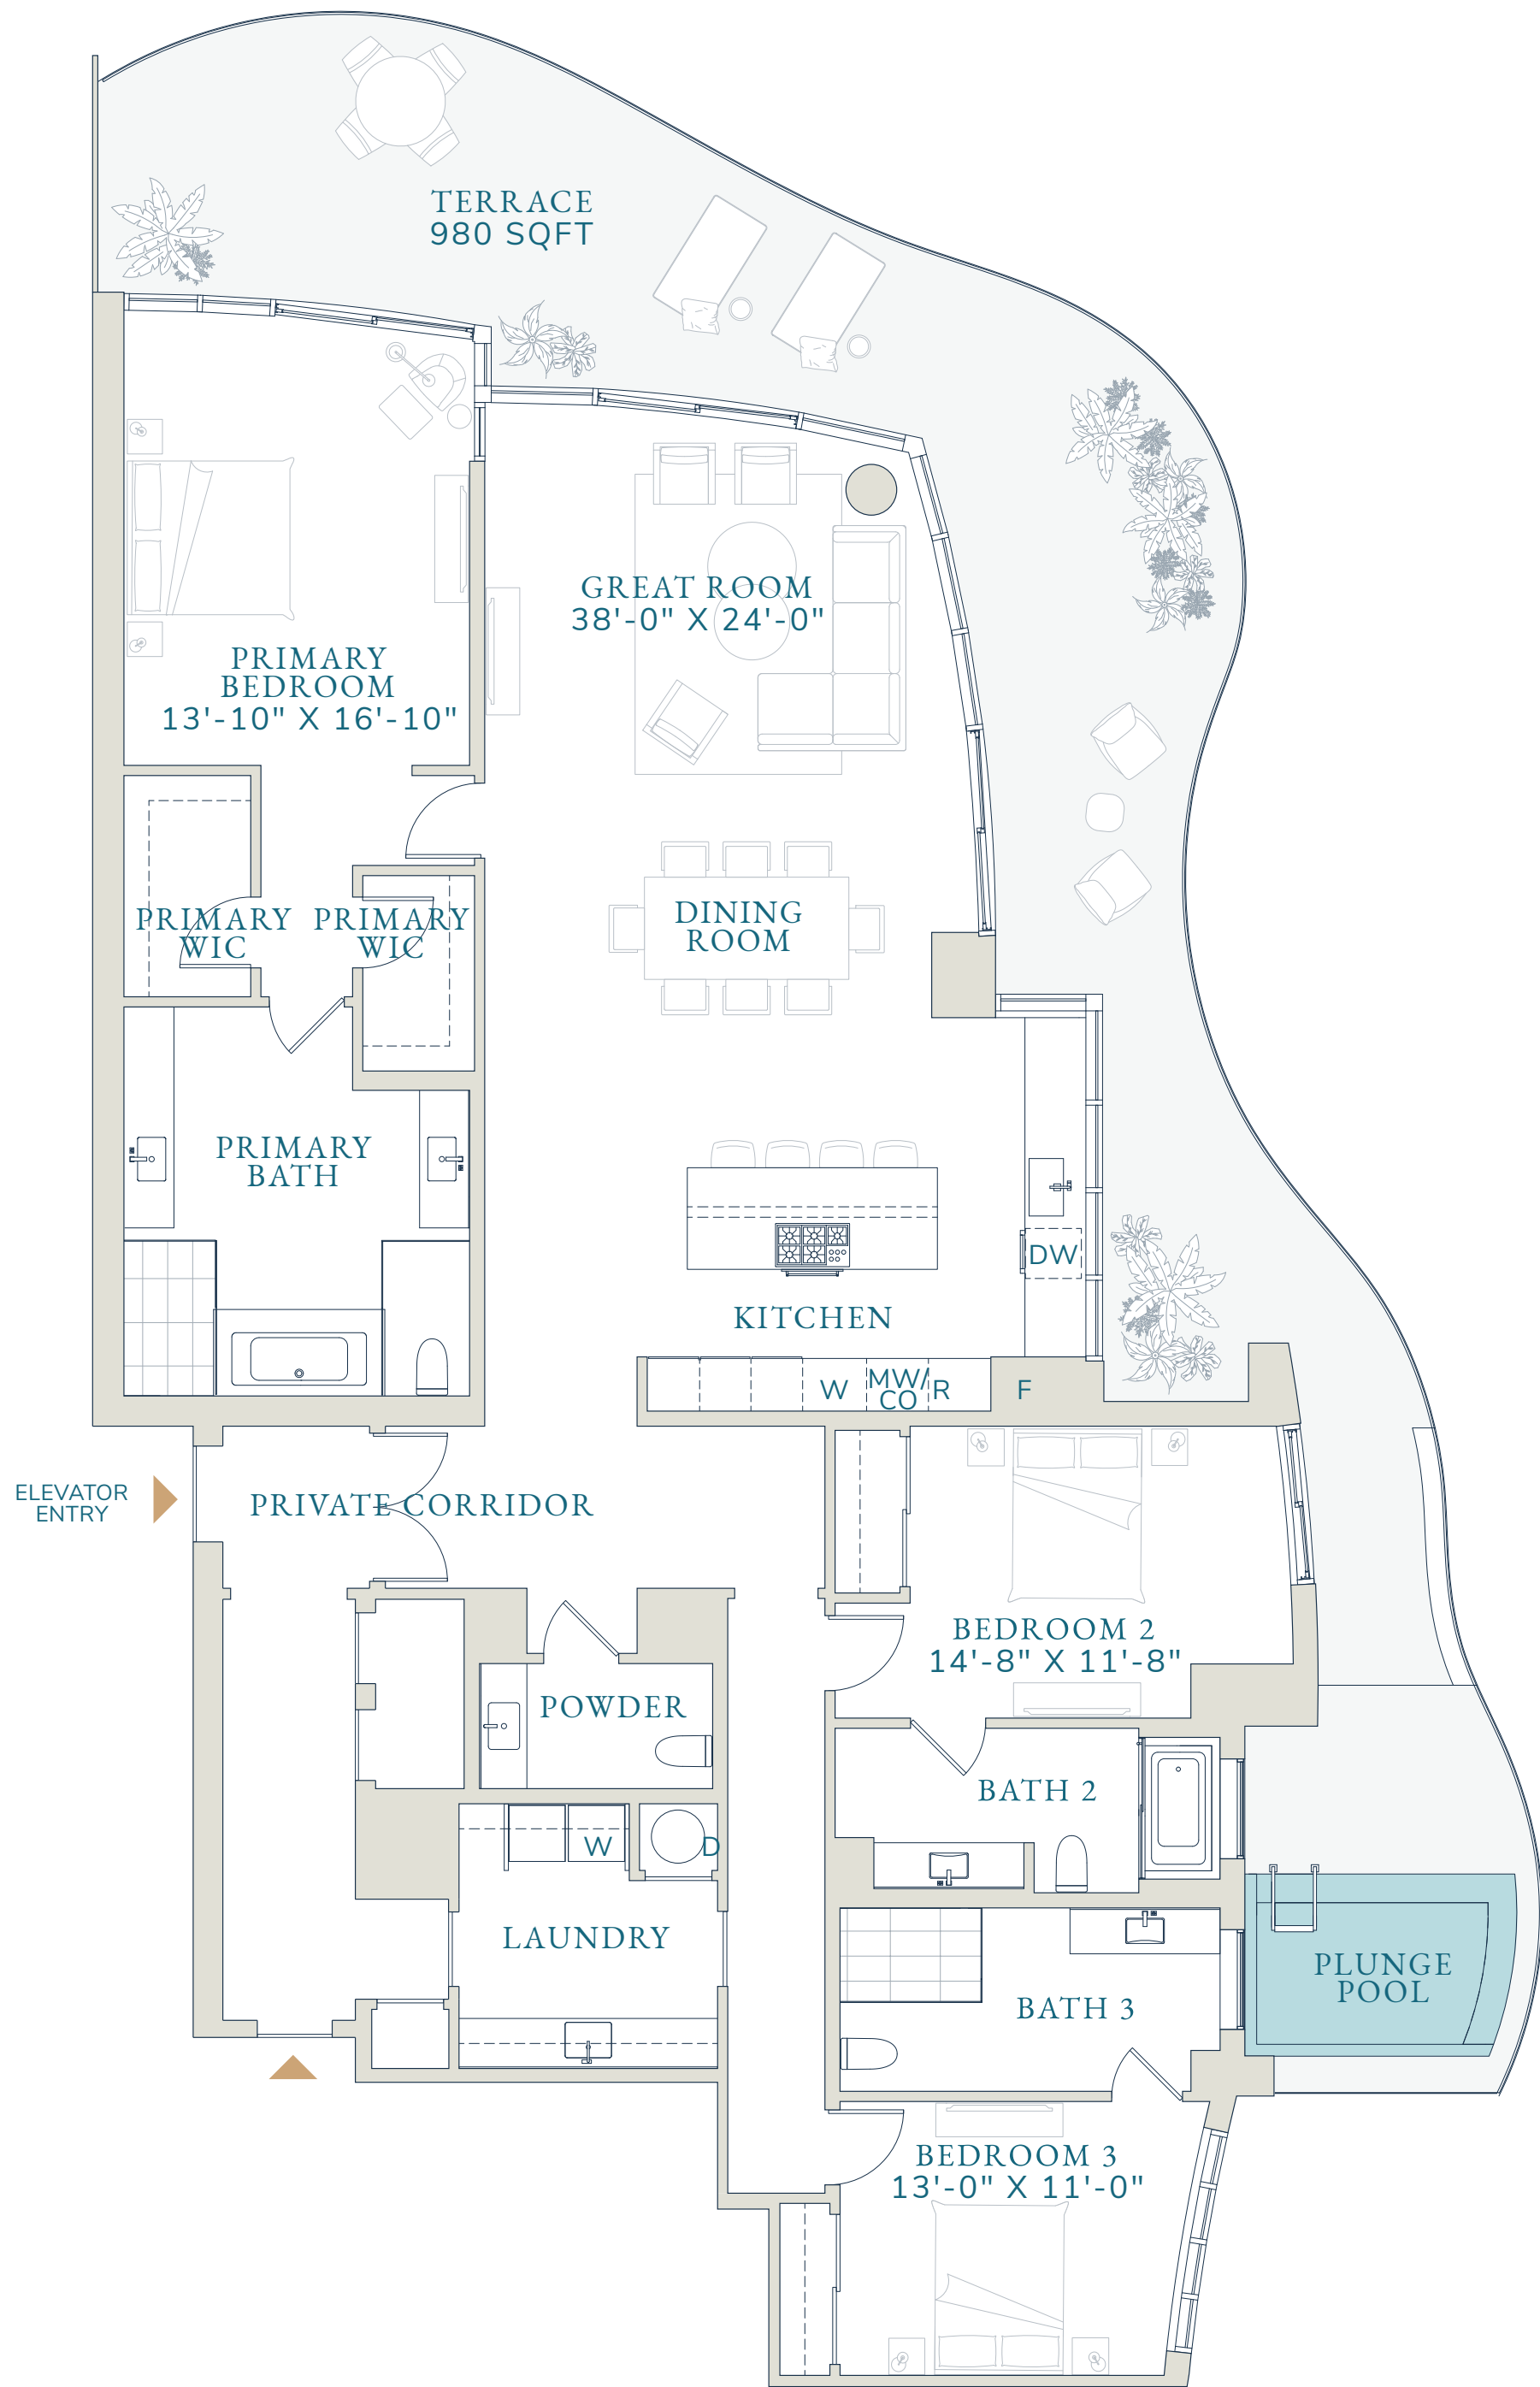 TERRACE
980 SQFT
GREAT ROOM
38'-0" X 24'-0"
PRIMARY
BEDROOM
13'-10" X 16'-10"
PRIMARY
WIC
PRIMARY
WIC
DINING
ROOM
PRIMARY
BATH
DW
KITCHEN
W
MW/
CO
R
F
ELEVATOR
ENTRY
PRIVATE CORRIDOR
BEDROOM 2
14'-8" X 11'-8"
POWDER
BATH 2
W
D
LAUNDRY
PLUNGE
POOL
BATH 3
BEDROOM 3
13'-0" X 11'-0"